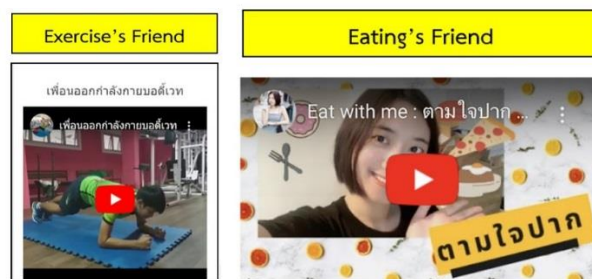 Exercise's Friend
เพื่อนออกกำลังกายบอดี้เวท
เพื่อนออกกำลังกายบอดี้เวท
Eating's Friend
Eat with me : ตามใจปาก ...
ตามใจปาก